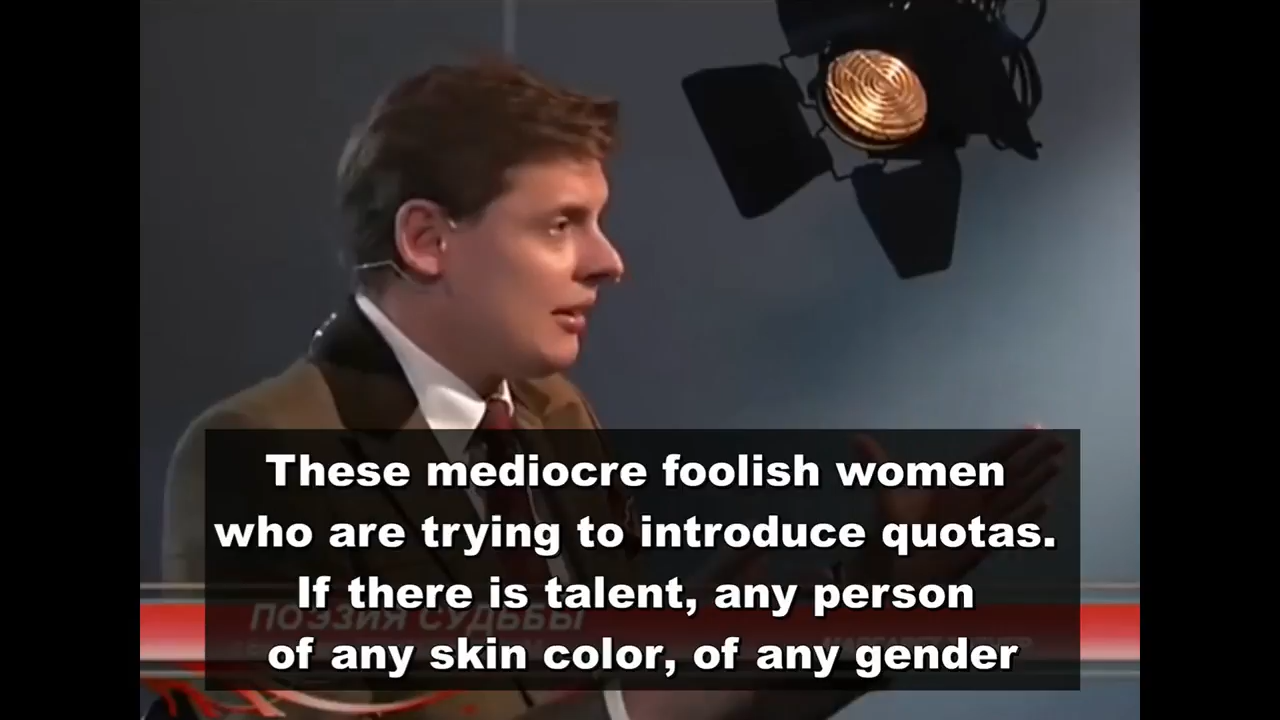 These mediocre foolish women
who are trying to introduce quotas.
If there is talent, any person
ПОЭЗИЯ СУДЬБЫ
of any skin color, of any gender